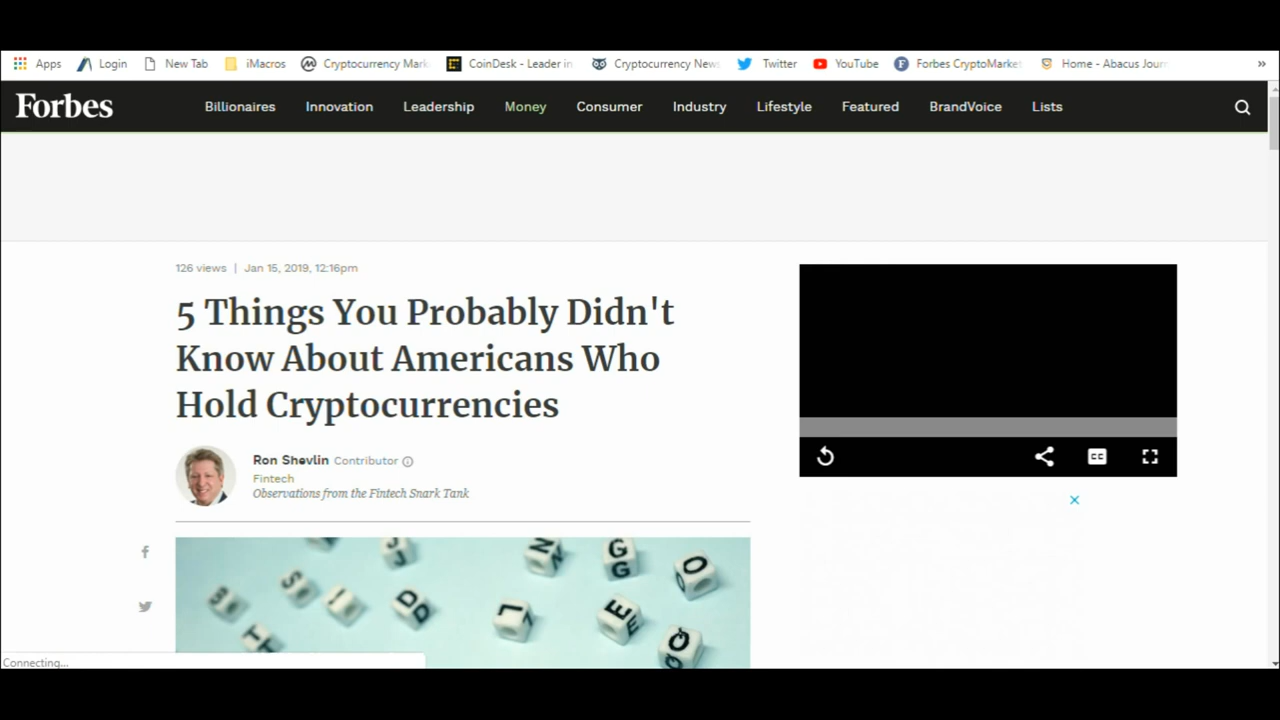 Apps Login New Tab iMacros Cryptocurrency Mark CoinDesk - Leader in Cryptocurrency News Twitter YouTube Forbes CryptoMarket Home - Abacus Journ »
Forbes Billionaires Innovation Leadership Money Consumer Industry Lifestyle Featured BrandVoice Lists
126 views | Jan 15, 2019, 12:16pm
5 Things You Probably Didn't
Know About Americans Who
Hold Cryptocurrencies
Ron Shevlin Contributor
Fintech
Observations from the Fintech Snark Tank
CC
J J N N G G O
S I D D L E E
T Q
Connecting...